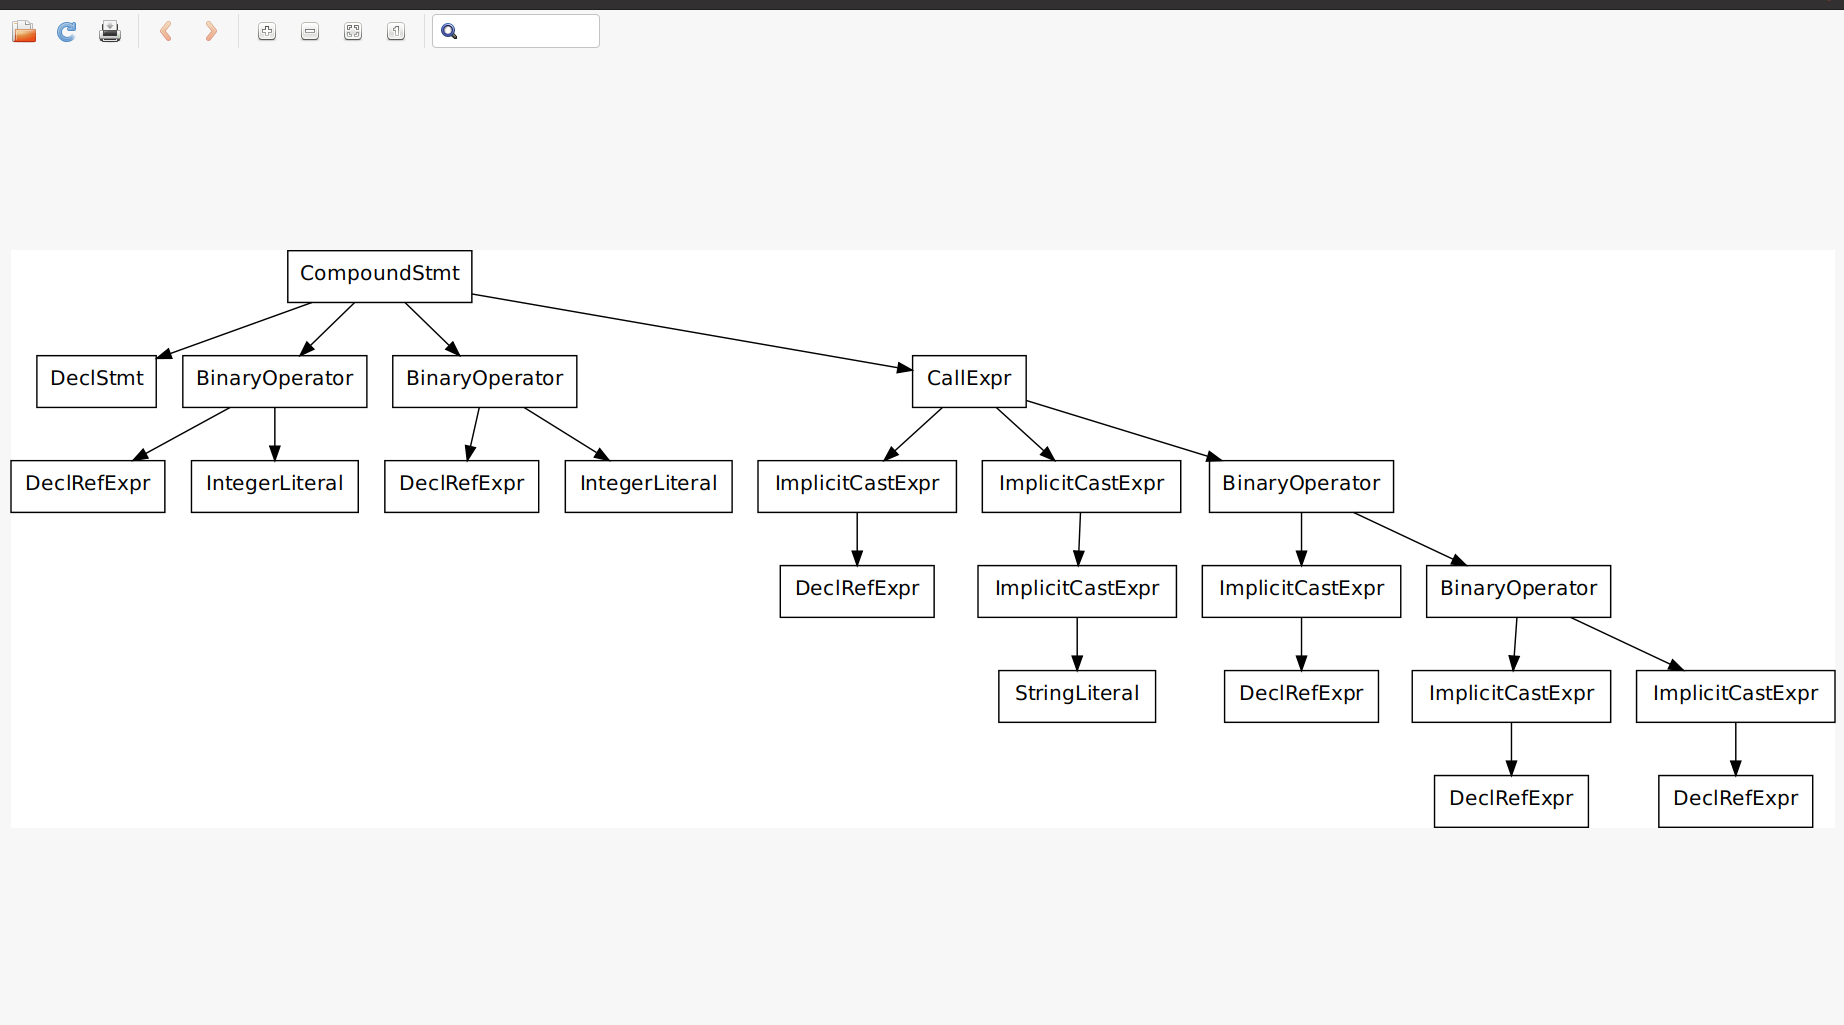 CompoundStmt
DeclStmt
BinaryOperator
BinaryOperator
CallExpr
DeclRefExpr
IntegerLiteral
DeclRefExpr
IntegerLiteral
ImplicitCastExpr
ImplicitCastExpr
BinaryOperator
DeclRefExpr
ImplicitCastExpr
ImplicitCastExpr
BinaryOperator
StringLiteral
DeclRefExpr
ImplicitCastExpr
ImplicitCastExpr
DeclRefExpr
DeclRefExpr